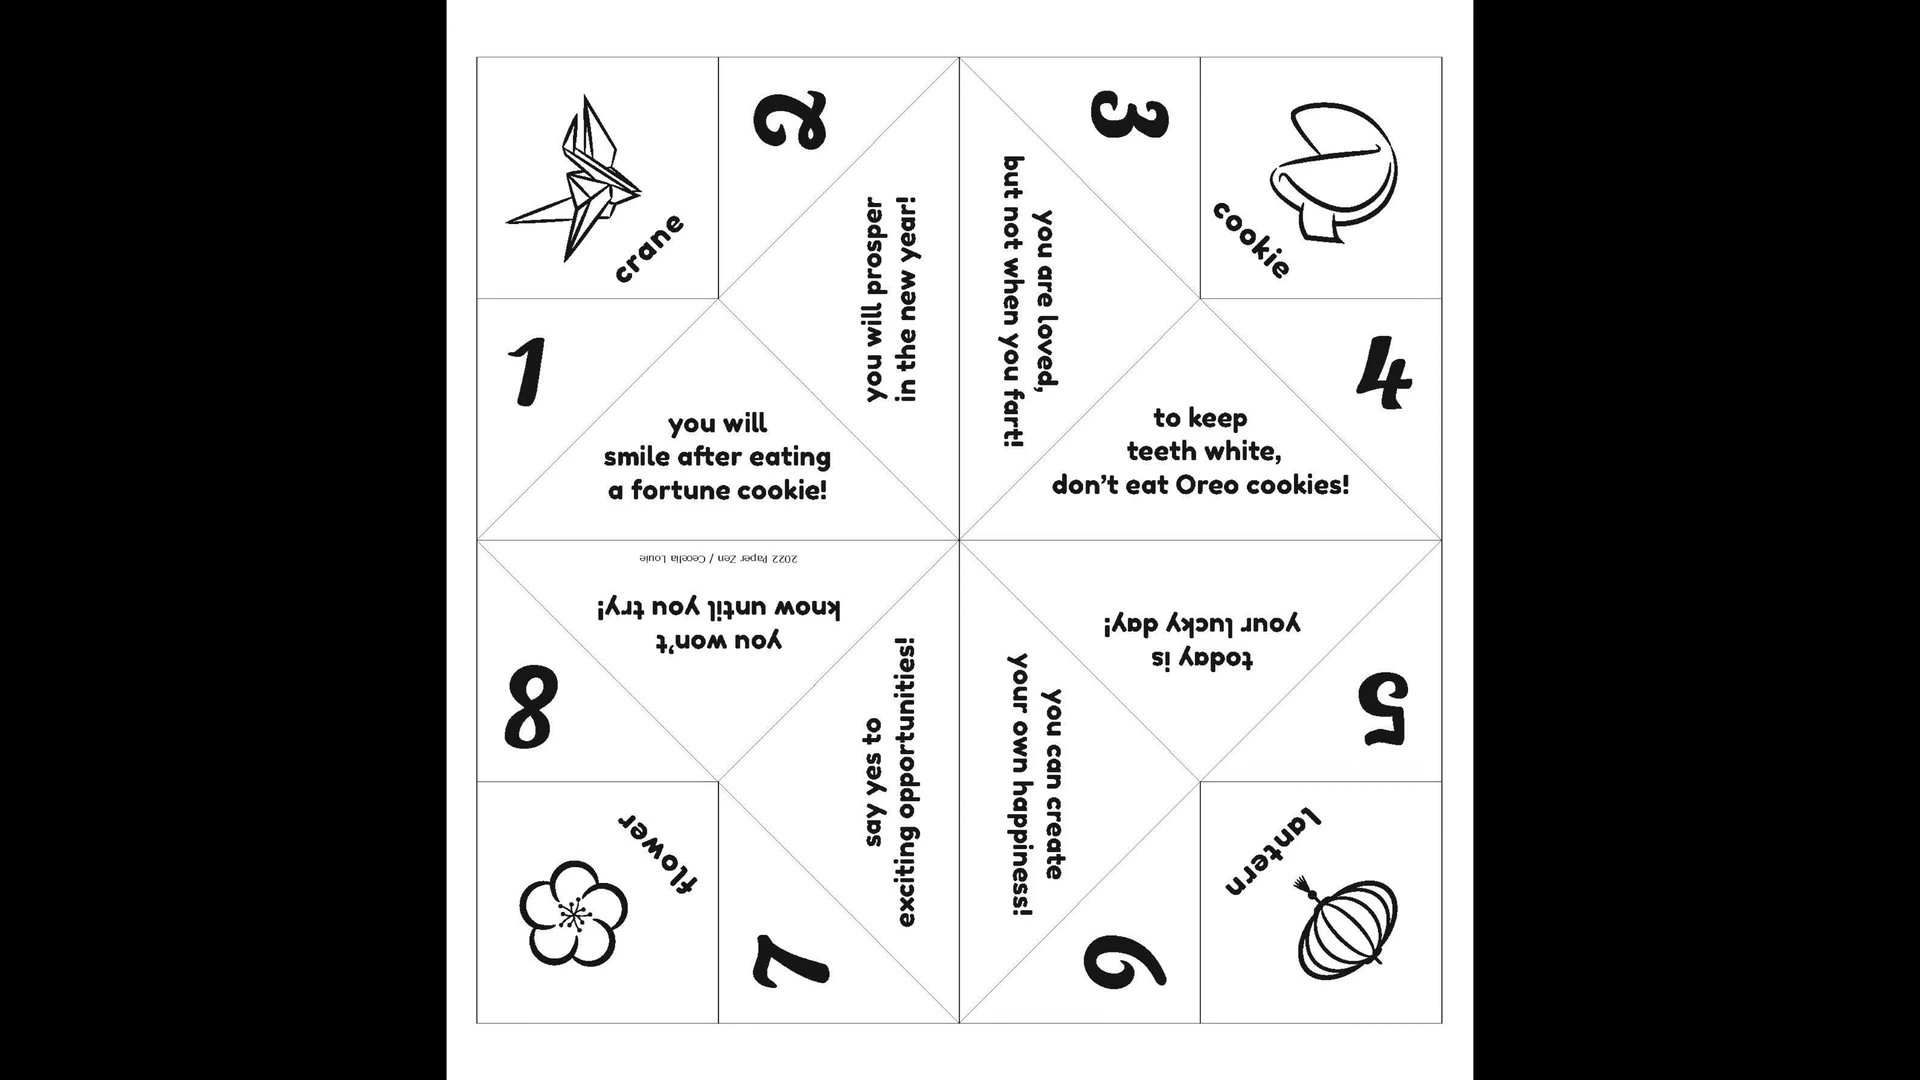 crane
2
you will prosper
in the new year!
3
you are loved,
but not when you fart!
cookie
1
you will
smile after eating
a fortune cookie!
4
to keep
teeth white,
don't eat Oreo cookies!
8
you won't
know until you try!
2022 Paper Zen / Cecelia Louie
flower
7
say yes to
exciting opportunities!
6
you can create
your own happiness!
5
today is
your lucky day!
lantern